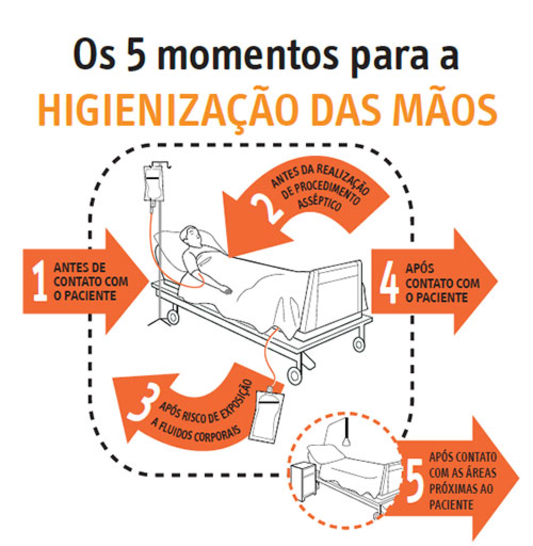 Os 5 momentos para a
HIGIENIZAÇÃO DAS MÃOS
2
ANTES DA REALIZAÇÃO
DE PROCEDIMENTO
ASSÉPTICO
1
ANTES DE
CONTATO COM
O PACIENTE
4
APÓS
CONTATO COM
O PACIENTE
3
APÓS RISCO DE EXPOSIÇÃO
A FLUIDOS CORPORAIS
5
APÓS CONTATO
COM AS ÁREAS
PRÓXIMAS AO
PACIENTE